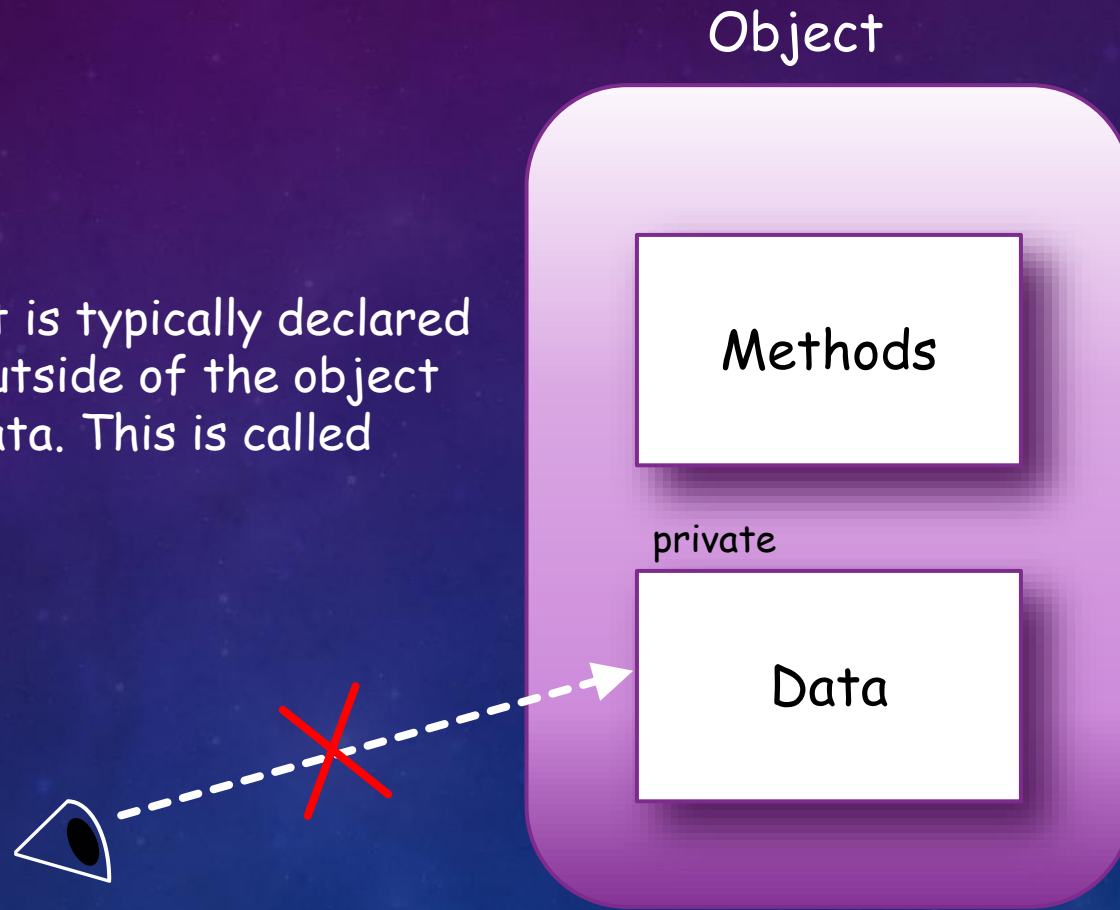 Object
t is typically declared
utside of the object
ata. This is called
Methods
private
Data